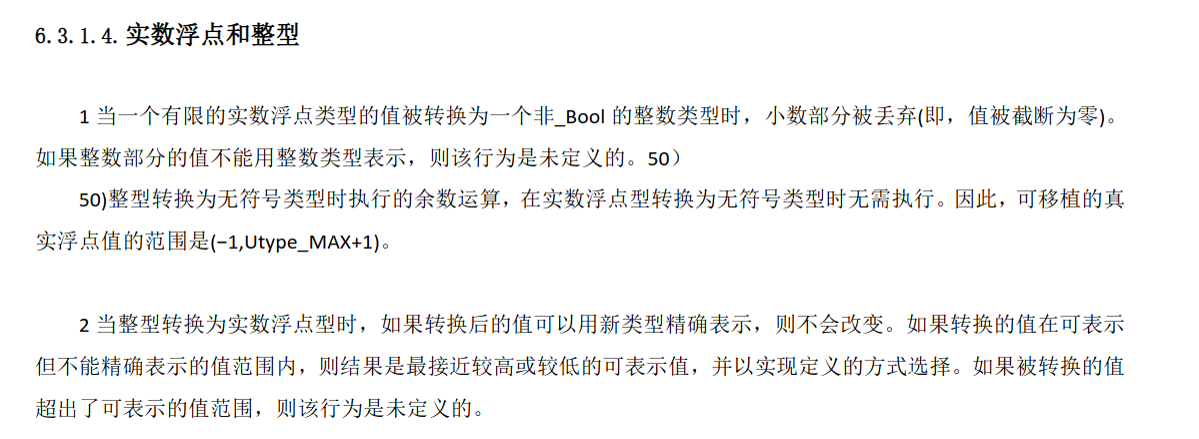 6.3.1.4. 实数浮点和整型
1 当一个有限的实数浮点类型的值被转换为一个非_Bool 的整数类型时，小数部分被丢弃(即，值被截断为零)。
如果整数部分的值不能用整数类型表示，则该行为是未定义的。50）
50)整型转换为无符号类型时执行的余数运算，在实数浮点型转换为无符号类型时无需执行。因此，可移植的真
实浮点值的范围是(−1,Utype_MAX+1)。
2 当整型转换为实数浮点型时，如果转换后的值可以用新类型精确表示，则不会改变。如果转换的值在可表示
但不能精确表示的值范围内，则结果是最接近较高或较低的可表示值，并以实现定义的方式选择。如果被转换的值
超出了可表示的值范围，则该行为是未定义的。